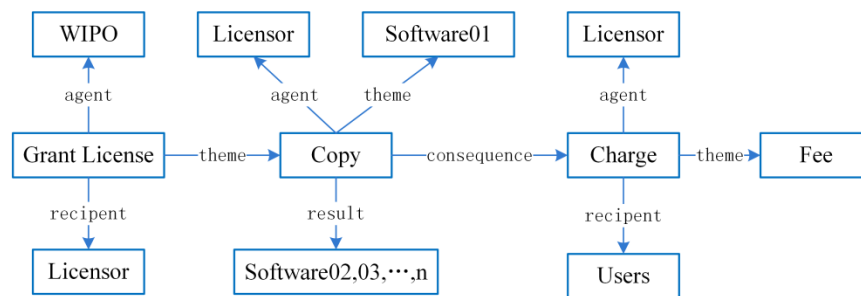 WIPO Licensor Software01 Licensor
agent agent theme agent
Grant License theme Copy consequence Charge theme Fee
recipent result recipent
Licensor Software02,03,⋯,n Users